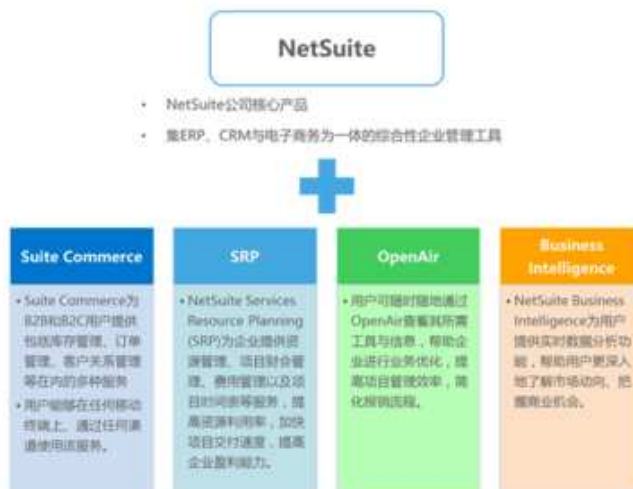 NetSuite
• NetSuite公司核心产品
• 集ERP、CRM与电子商务为一体的综合性企业管理工具
Suite Commerce
• Suite Commerce为
B2B和B2C用户提供
包括库存管理、订单
管理、客户关系管理
等在内的多种服务
• 用户能够在任何移动
终端上、通过任何渠
道使用该服务。
SRP
• NetSuite Services
Resource Planning
(SRP)为企业提供资
源管理、项目财会管
理、费用管理以及项
目时间表等服务,提
高资源利用率,加快
项目交付速度,提高
企业盈利能力。
OpenAir
• 用户可随时随地通过
OpenAir查看其所需
工具与信息,帮助企
业进行业务优化,提
高项目管理效率,简
化报销流程。
Business
Intelligence
• NetSuite Business
Intelligence为用户
提供实时数据分析功
能,帮助用户更深入
地了解市场动向、把
握商业机会。